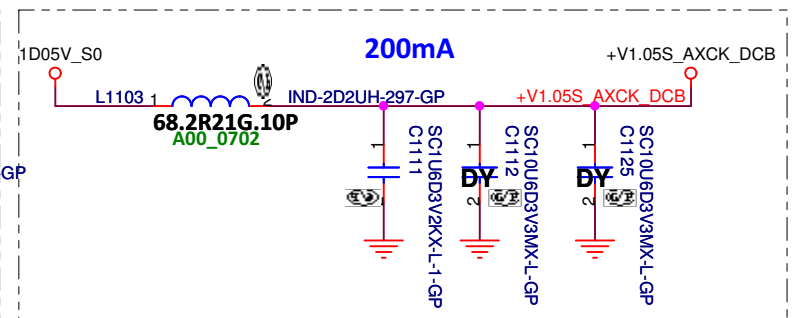 200mA
1D05V_S0
+V1.05S_AXCK_DCB
L1103
1
2
IND-2D2UH-297-GP
+V1.05S_AXCK_DCB
68.2R21G.10P
A00_0702
GP
1
C1111
SC1U6D3V2KX-L-1-GP
1
DY
2
C1112
SC10U6D3V3MX-L-GP
1
DY
2
C1125
SC10U6D3V3MX-L-GP